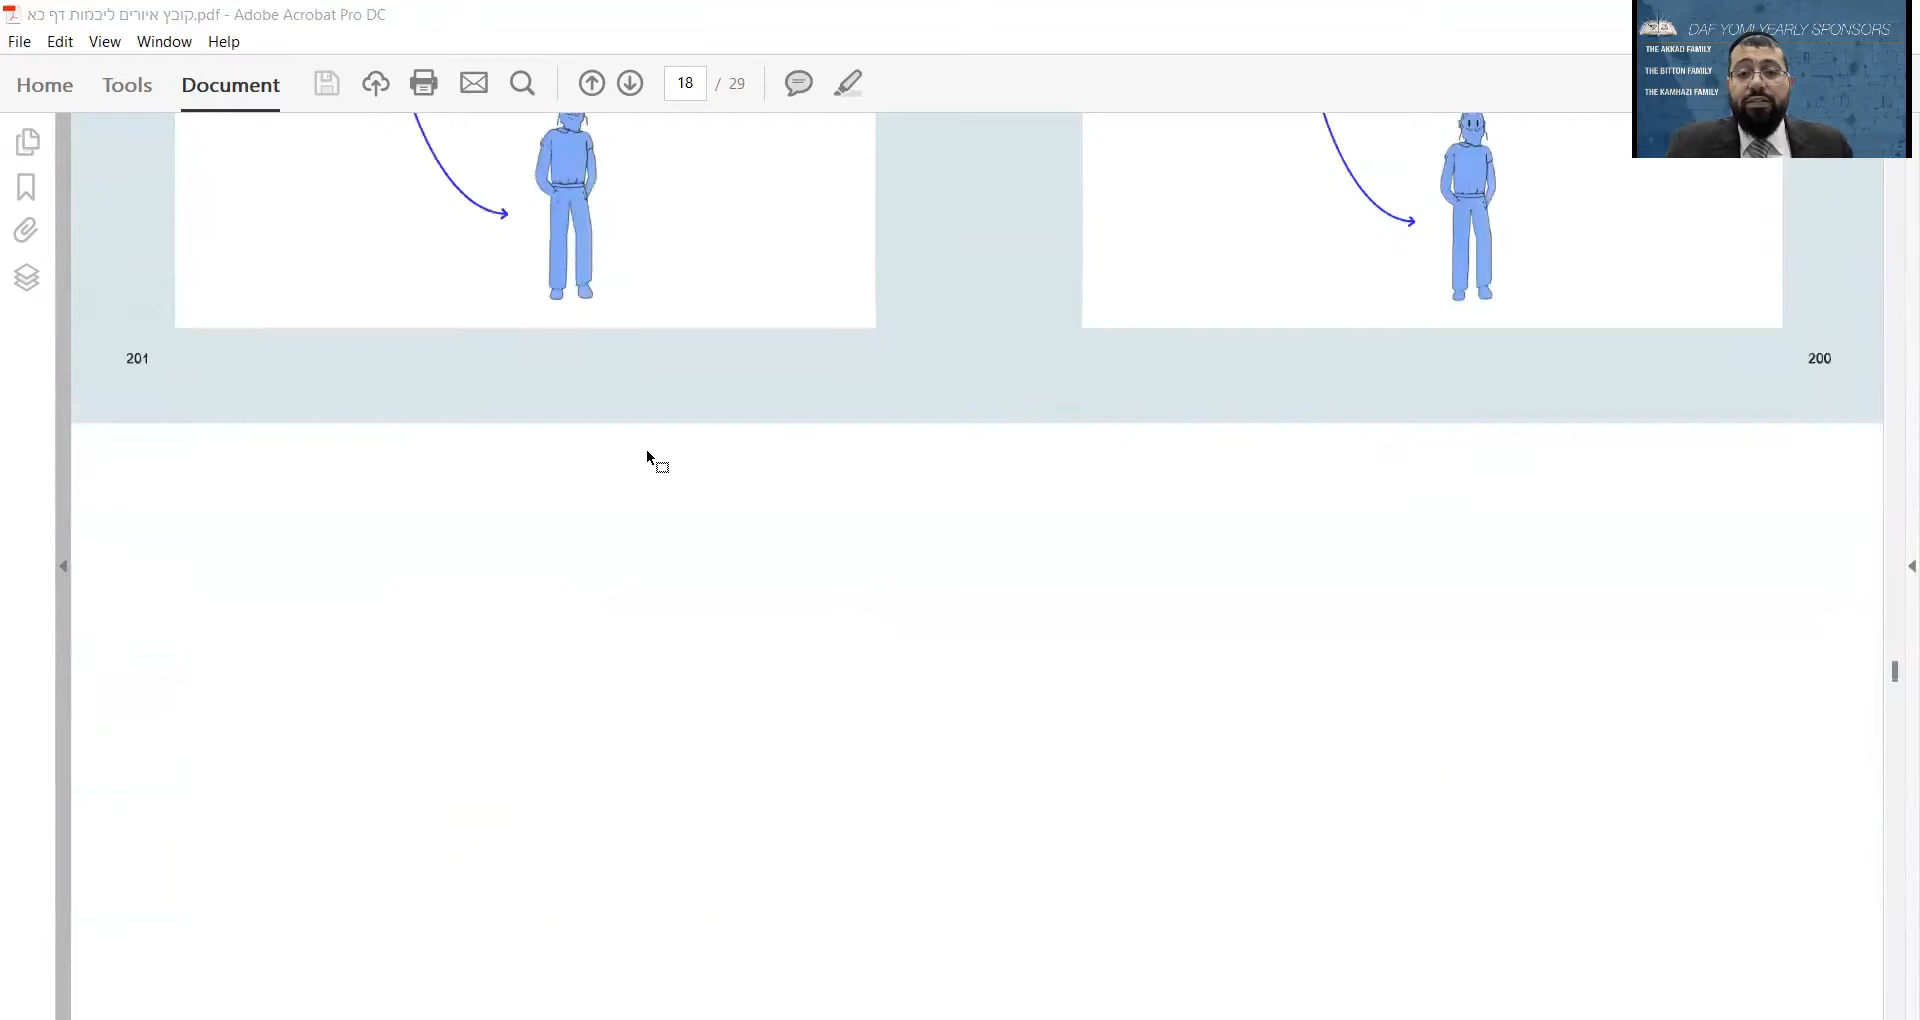 קובץ איורים ליבמות דף כא.pdf - Adobe Acrobat Pro DC
File Edit View Window Help
Home Tools Document 18 / 29
DAF YOMI YEARLY SPONSORS
THE AKKAD FAMILY
THE BITTON FAMILY
THE KAMHAZI FAMILY
201 200